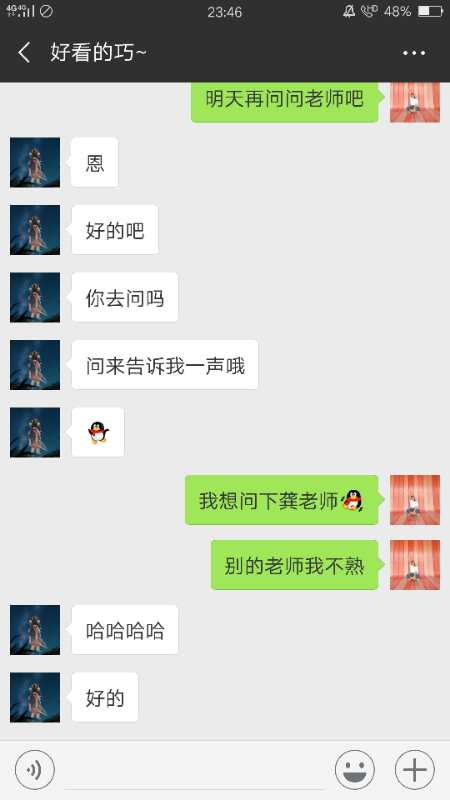 4G 4G 23:46 HD 48%
好看的巧~
明天再问问老师吧
恩
好的吧
你去问吗
问来告诉我一声哦
我想问下龚老师
别的老师我不熟
哈哈哈哈
好的